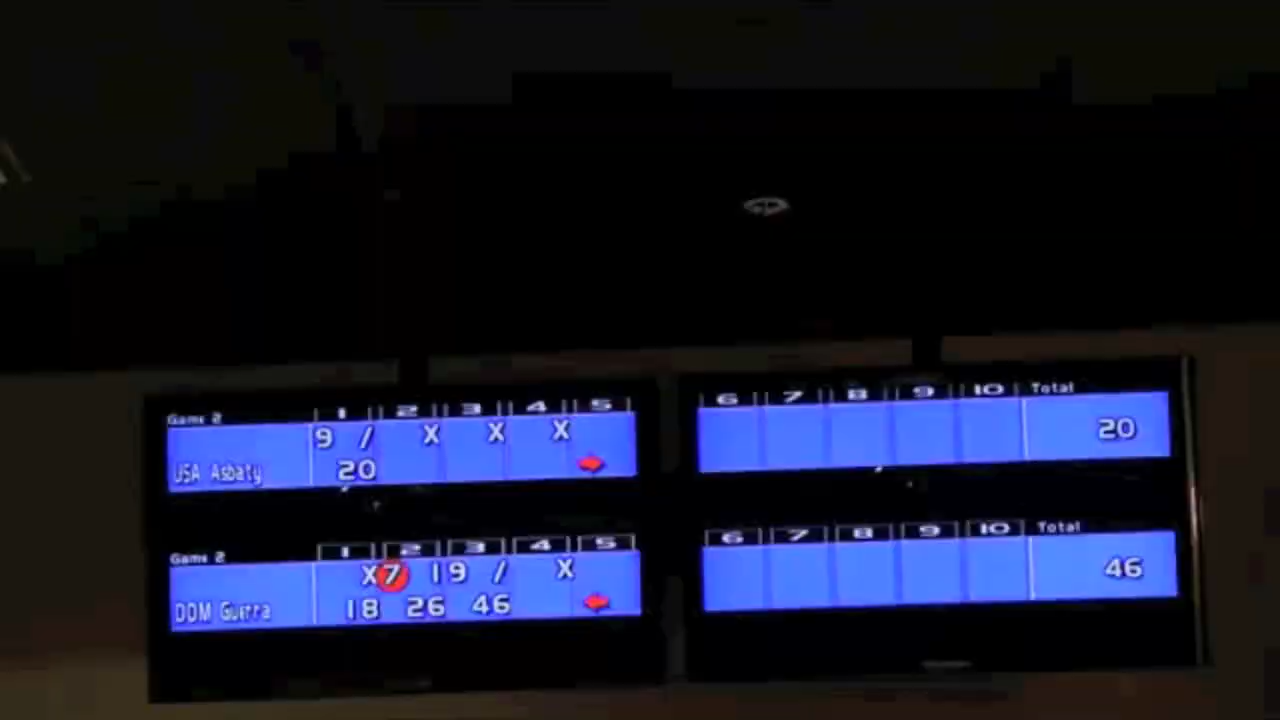 Game 2 1 2 3 4 5
9 / X X X
USA Asbaty 20
6 7 8 9 10 Total
20
Game 2 1 2 3 4 5
X 7 1 9 / X
DOM Guerra 18 26 46
6 7 8 9 10 Total
46